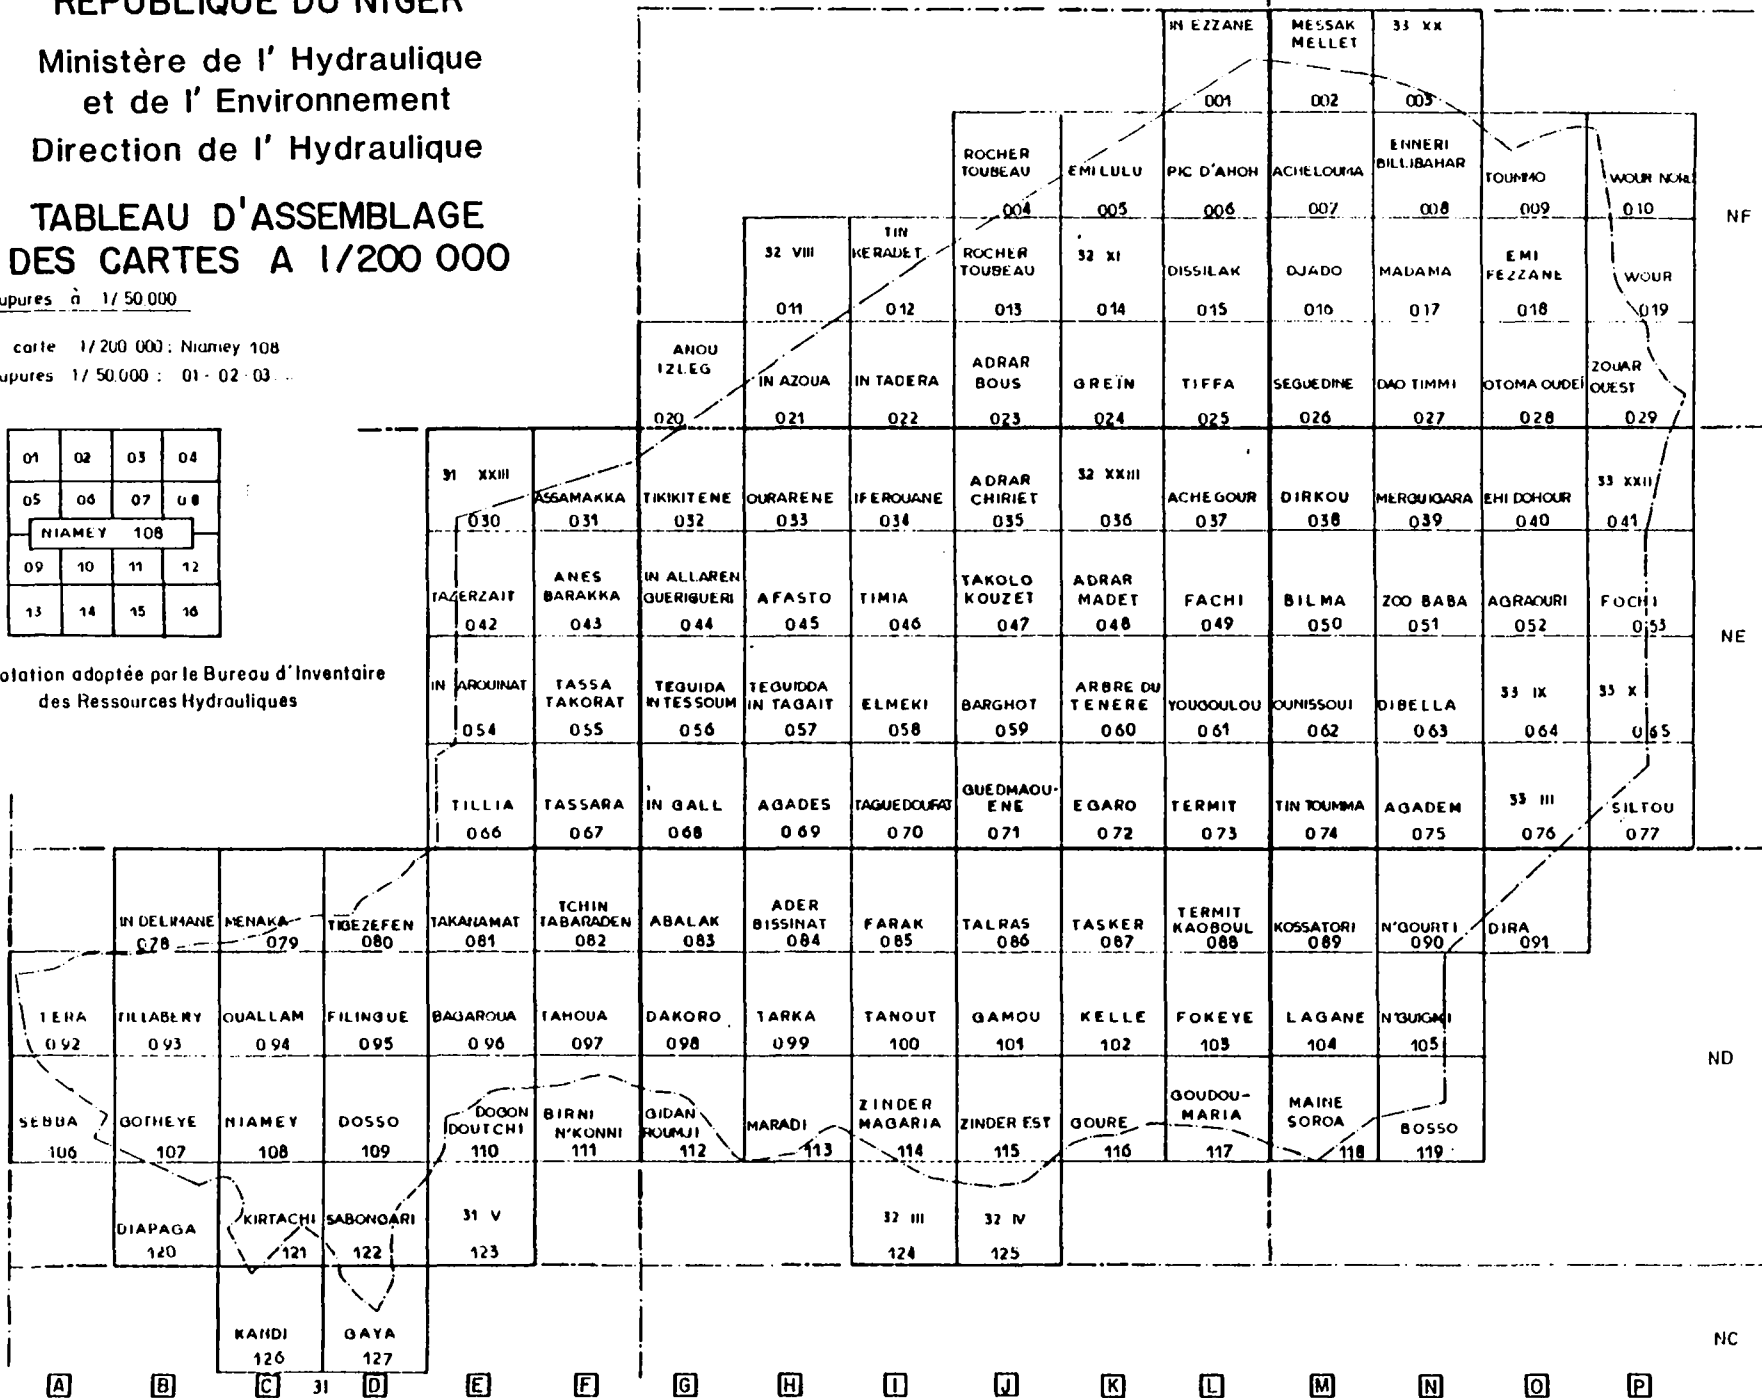 REPUBLIQUE DU NIGER
Ministère de l' Hydraulique
et de l' Environnement
Direction de l' Hydraulique
TABLEAU D'ASSEMBLAGE
DES CARTES A 1/200 000
upures à 1/ 50.000
carte 1/200 000 : Niamey 108
upures 1/ 50.000 : 01 - 02 - 03 ...
01 02 03 04
05 06 07 08
NIAMEY 108
09 10 11 12
13 14 15 16
otation adoptée par le Bureau d'Inventaire
des Ressources Hydrauliques
IN EZZANE 001
MESSAK MELLET 002
33 XX 003
ROCHER TOUBEAU 004
EMI LULU 005
PIC D'AHOH 006
ACHELOUMA 007
ENNERI BILLIBAHAR 008
TOUMMO 009
WOUR NORD 010
NF
32 VIII 011
TIN KERADET 012
ROCHER TOUBEAU 013
32 XI 014
DISSILAK 015
DJADO 016
MADAMA 017
EMI FEZZANE 018
WOUR 019
ANOU IZLEG 020
IN AZOUA 021
IN TADERA 022
ADRAR BOUS 023
GREÏN 024
TIFFA 025
SEGUEDINE 026
DAO TIMMI 027
OTOMA OUDEÏ 028
ZOUAR OUEST 029
31 XXIII 030
ASSAMAKKA 031
TIKIKITENE 032
OURARENE 033
IFEROUANE 034
ADRAR CHIRIET 035
32 XXIII 036
ACHEGOUR 037
DIRKOU 038
MERGUIGARA 039
EHI DOHOUR 040
33 XXII 041
TAZERZAIT 042
ANES BARAKKA 043
IN ALLAREN GUERIGUERI 044
AFASTO 045
TIMIA 046
TAKOLO KOUZET 047
ADRAR MADET 048
FACHI 049
BILMA 050
ZOO BABA 051
AGRAOURI 052
FOCHI 053
NE
IN AROUINAT 054
TASSA TAKORAT 055
TEGUIDA INTESSOUM 056
TEGUIDDA IN TAGAIT 057
ELMEKI 058
BARGHOT 059
ARBRE DU TENERE 060
YOUGOULOU 061
OUNISSOUI 062
DIBELLA 063
33 IX 064
33 X 065
TILLIA 066
TASSARA 067
IN GALL 068
AGADES 069
TAGUEDOUFAT 070
GUEDMAOU-ENE 071
EGARO 072
TERMIT 073
TIN TOUMMA 074
AGADEM 075
33 III 076
SILTOU 077
IN DELIMANE 078
MENAKA 079
TIGEZEFEN 080
TAKANAMAT 081
TCHIN TABARADEN 082
ABALAK 083
ADER BISSINAT 084
FARAK 085
TALRAS 086
TASKER 087
TERMIT KAOBOUL 088
KOSSATORI 089
N'GOURTI 090
DIRA 091
TERA 092
TILLABERY 093
OUALLAM 094
FILINGUE 095
BAGAROUA 096
TAHOUA 097
DAKORO 098
TARKA 099
TANOUT 100
GAMOU 101
KELLE 102
FOKEYE 103
LAGANE 104
N'GUIGMI 105
ND
SEBBA 106
GOTHEYE 107
NIAMEY 108
DOSSO 109
DOGON DOUTCHI 110
BIRNI N'KONNI 111
GIDAN ROUMJI 112
MARADI 113
ZINDER MAGARIA 114
ZINDER EST 115
GOURE 116
GOUDOU-MARIA 117
MAINE SOROA 118
BOSSO 119
DIAPAGA 120
KIRTACHI 121
SABONGARI 122
31 V 123
32 III 124
32 IV 125
KANDI 126
GAYA 127
NC
A B C 31 D E F G H I J K L M N O P